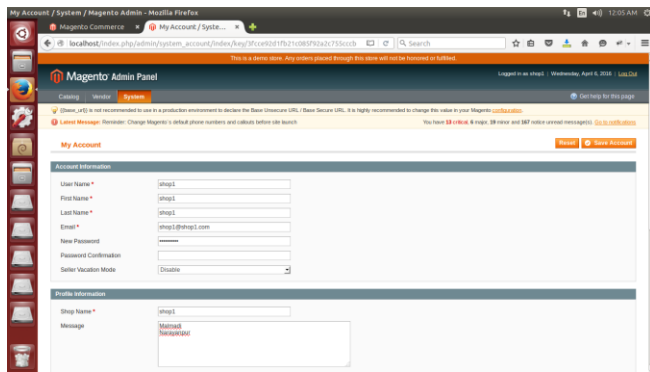 My Account / System / Magento Admin - Mozilla Firefox
En
12:05 AM
Magento Commerce
My Account / Syste...
localhost/index.php/admin/system_account/index/key/3fcce92d1fb21c085f92a2c755cccb
Search
This is a demo store. Any orders placed through this store will not be honored or fulfilled.
Magento Admin Panel
Logged in as shop1 | Wednesday, April 6, 2016 | Log Out
Catalog
Vendor
System
Get help for this page
{{base_url}} is not recommended to use in a production environment to declare the Base Unsecure URL / Base Secure URL. It is highly recommended to change this value in your Magento configuration.
Latest Message: Reminder: Change Magento's default phone numbers and callouts before site launch
You have 13 critical, 6 major, 19 minor and 167 notice unread message(s). Go to notifications
My Account
Reset
Save Account
Account Information
User Name *
shop1
First Name *
shop1
Last Name *
shop1
Email *
shop1@shop1.com
New Password
Password Confirmation
Seller Vacation Mode
Disable
Profile Information
Shop Name *
shop1
Message
Malmadi
Narayanpur